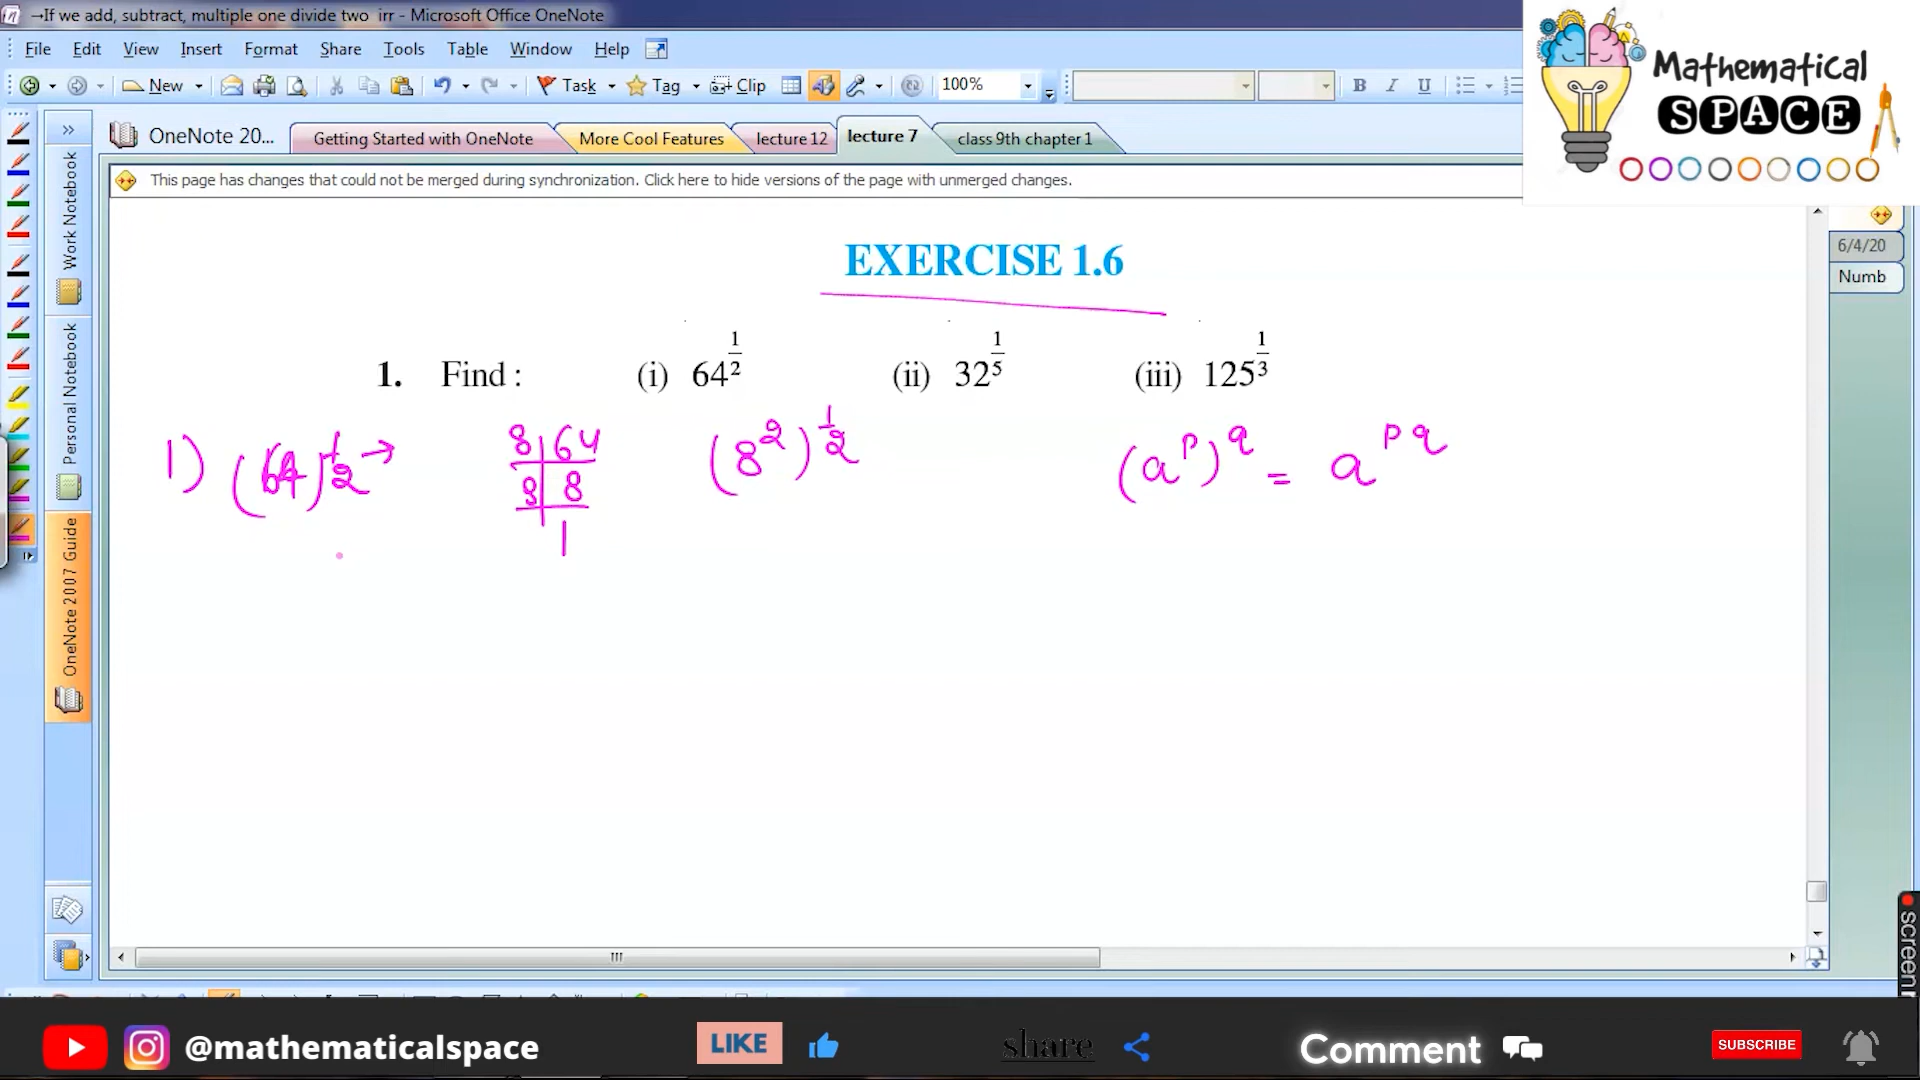 →If we add, subtract, multiple one divide two irr - Microsoft Office OneNote
File Edit View Insert Format Share Tools Table Window Help
New Task Tag Clip 100% B I U
Mathematical
SPACE
OneNote 20... Getting Started with OneNote More Cool Features lecture 12 lecture 7 class 9th chapter 1
This page has changes that could not be merged during synchronization. Click here to hide versions of the page with unmerged changes.
6/4/20
Numb
Work Notebook
Personal Notebook
OneNote 2007 Guide
EXERCISE 1.6
1. Find : (i) 64^(1/2) (ii) 32^(1/5) (iii) 125^(1/3)
1) (64)^(1/2) → 8|64 (8^2)^(1/2) (a^p)^q = a^pq
8|8
1
screen
@mathematicalspace LIKE share Comment SUBSCRIBE